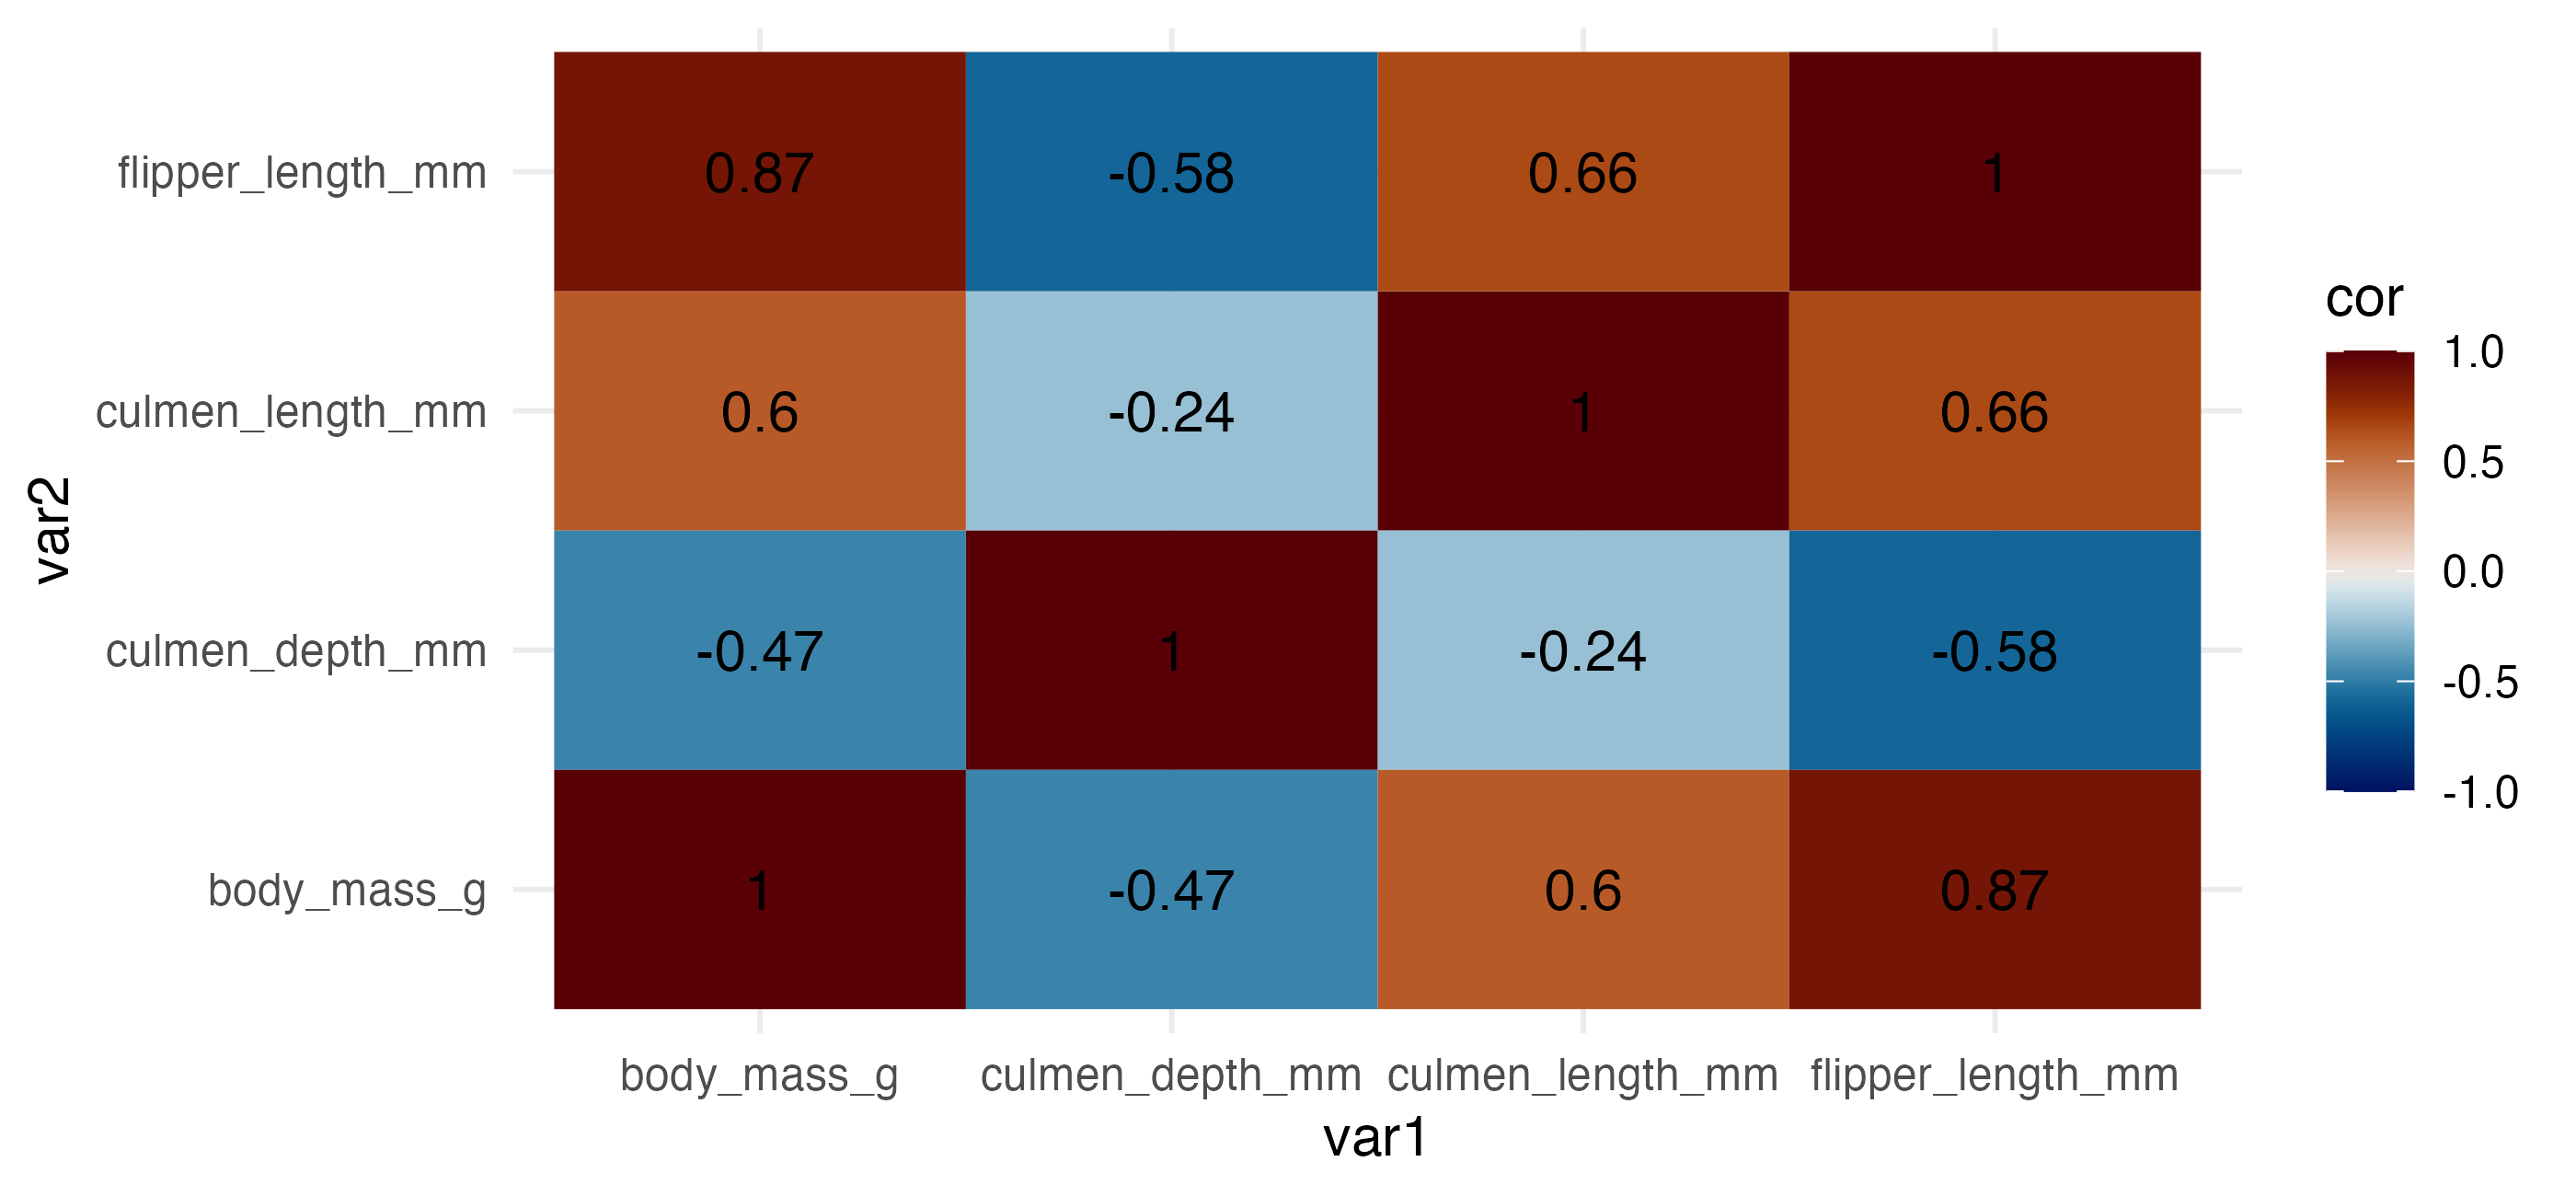 flipper_length_mm
0.87 -0.58 0.66 1
culmen_length_mm
0.6 -0.24 1 0.66
culmen_depth_mm
-0.47 1 -0.24 -0.58
body_mass_g
1 -0.47 0.6 0.87
var2
body_mass_g culmen_depth_mm culmen_length_mm flipper_length_mm
var1
cor
1.0
0.5
0.0
-0.5
-1.0